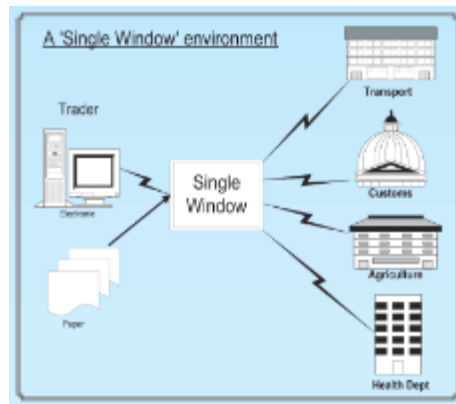 A 'Single Window' environment
Transport
Trader
Customs
Single
Window
Electronic
Agriculture
Paper
Health Dept